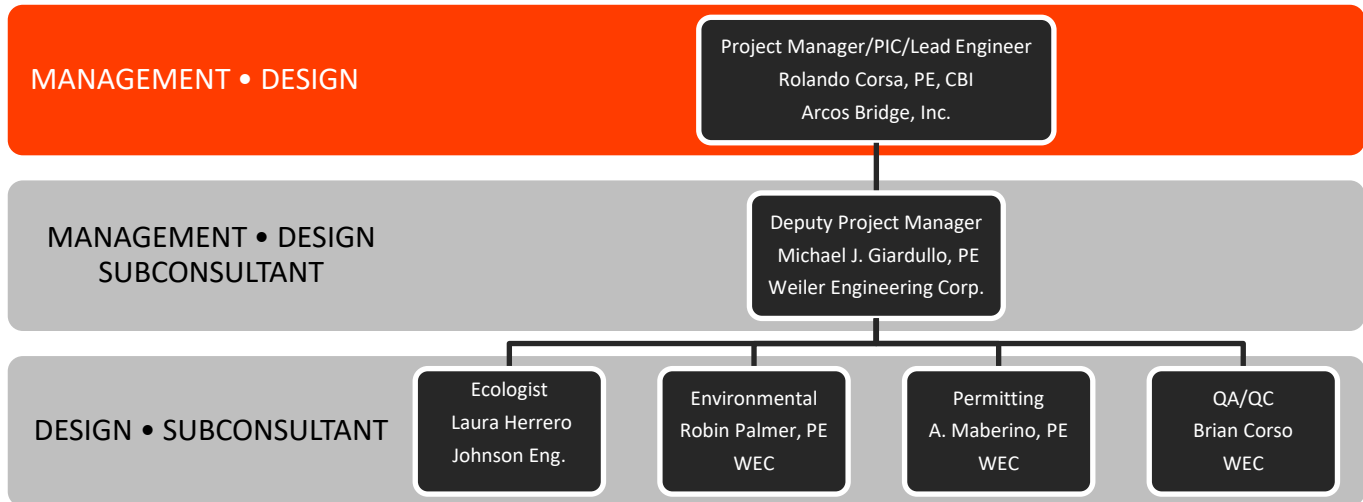 MANAGEMENT • DESIGN
Project Manager/PIC/Lead Engineer
Rolando Corsa, PE, CBI
Arcos Bridge, Inc.
MANAGEMENT • DESIGN
SUBCONSULTANT
Deputy Project Manager
Michael J. Giardullo, PE
Weiler Engineering Corp.
DESIGN • SUBCONSULTANT
Ecologist
Laura Herrero
Johnson Eng.
Environmental
Robin Palmer, PE
WEC
Permitting
A. Maberino, PE
WEC
QA/QC
Brian Corso
WEC